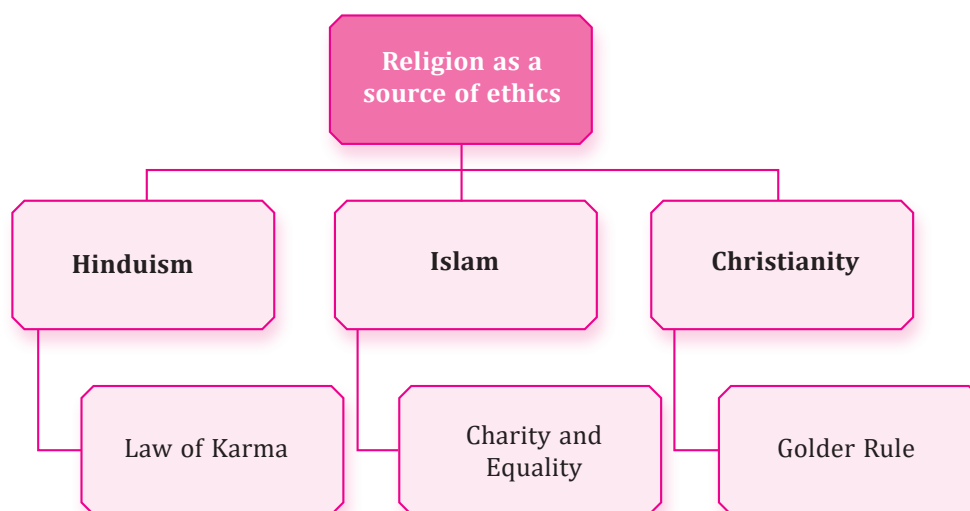 Religion as a
source of ethics
Hinduism
Islam
Christianity
Law of Karma
Charity and
Equality
Golder Rule